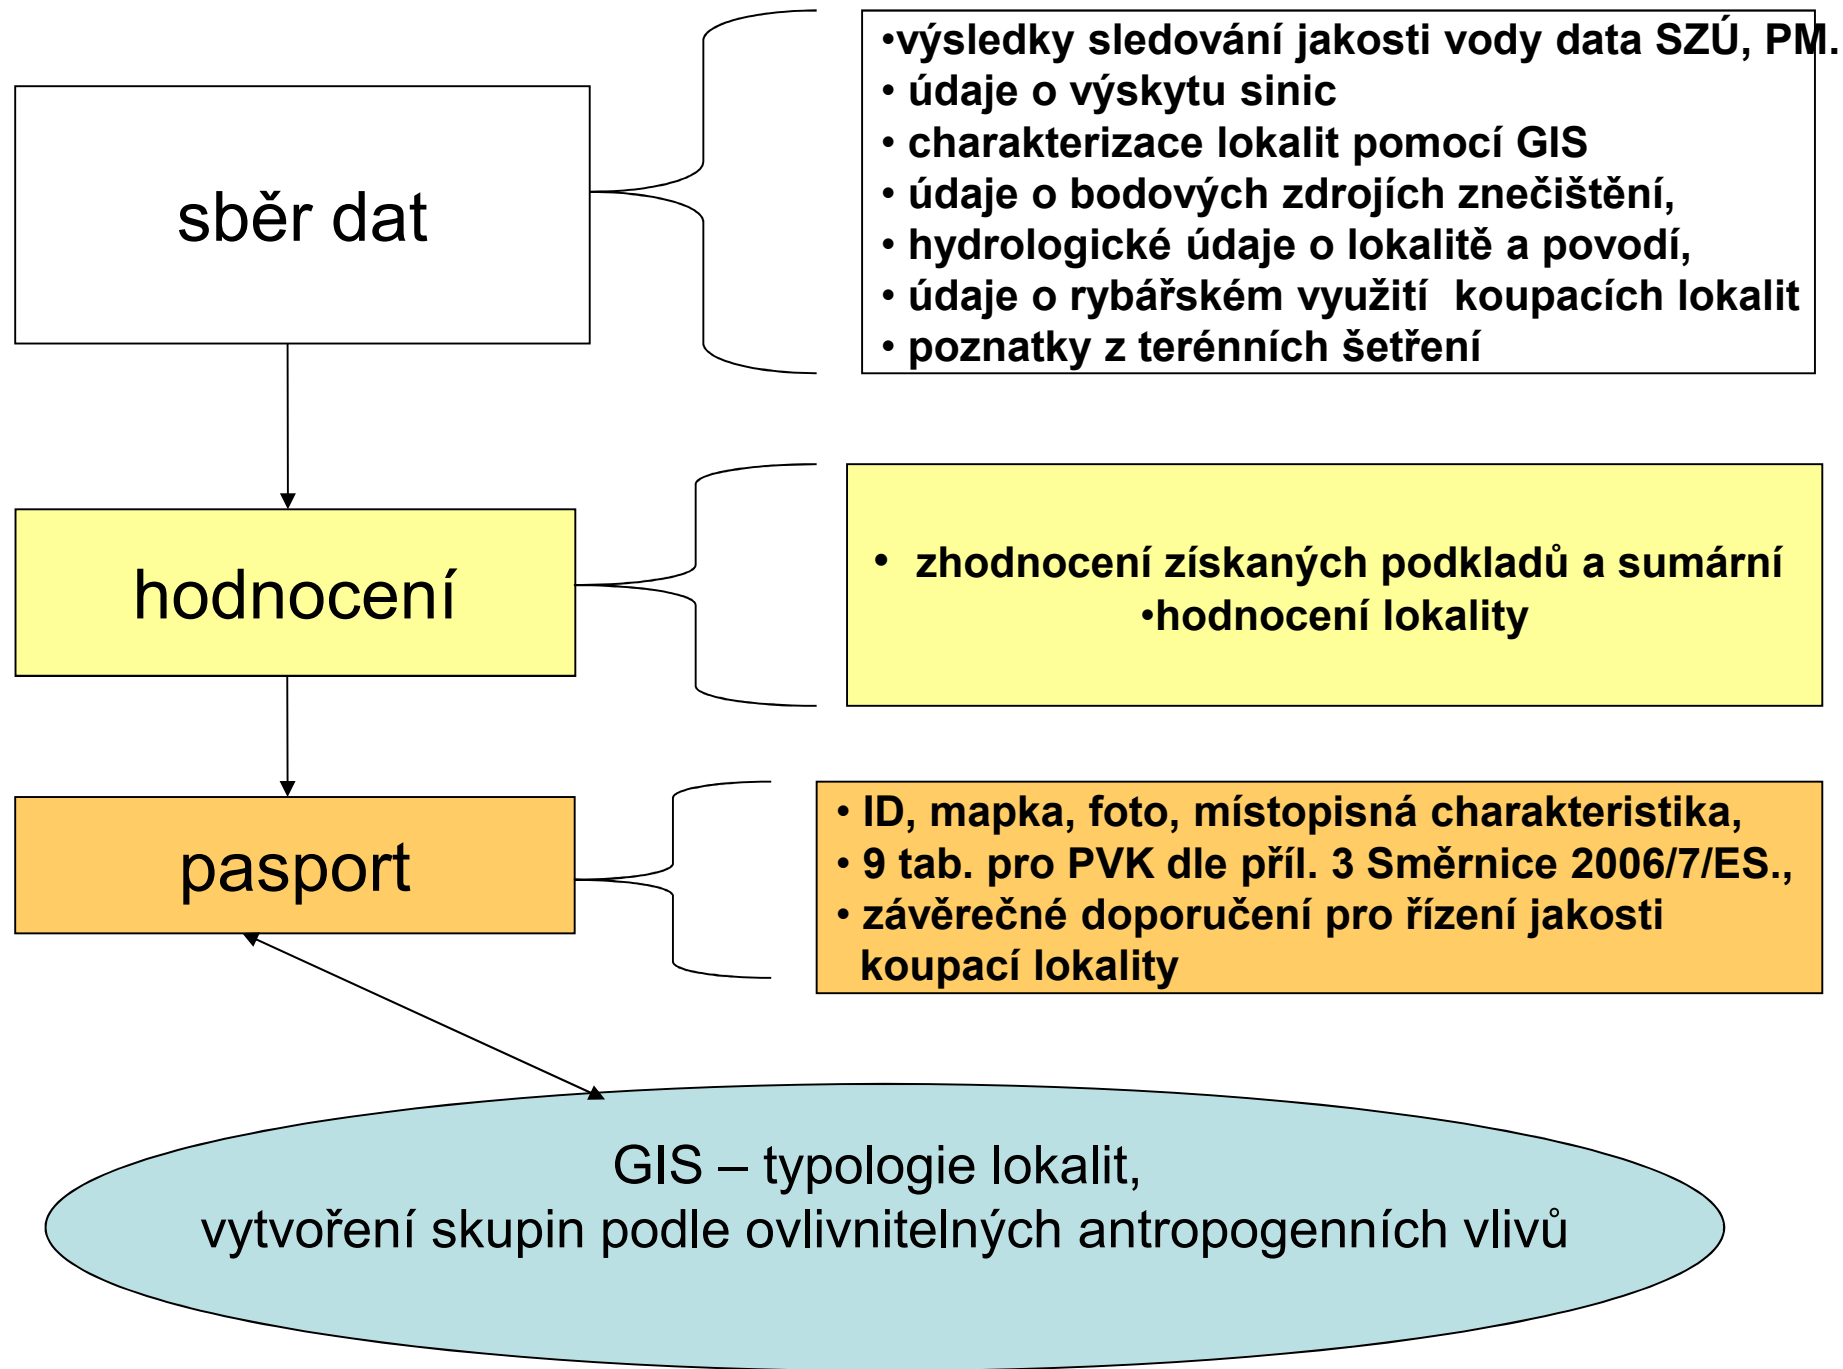 sběr dat
•výsledky sledování jakosti vody data SZÚ, PM.
• údaje o výskytu sinic
• charakterizace lokalit pomocí GIS
• údaje o bodových zdrojích znečištění,
• hydrologické údaje o lokalitě a povodí,
• údaje o rybářském využití  koupacích lokalit
• poznatky z terénních šetření
hodnocení
• zhodnocení získaných podkladů a sumární
•hodnocení lokality
pasport
• ID, mapka, foto, místopisná charakteristika,
• 9 tab. pro PVK dle příl. 3 Směrnice 2006/7/ES.,
• závěrečné doporučení pro řízení jakosti
koupací lokality
GIS – typologie lokalit,
vytvoření skupin podle ovlivnitelných antropogenních vlivů